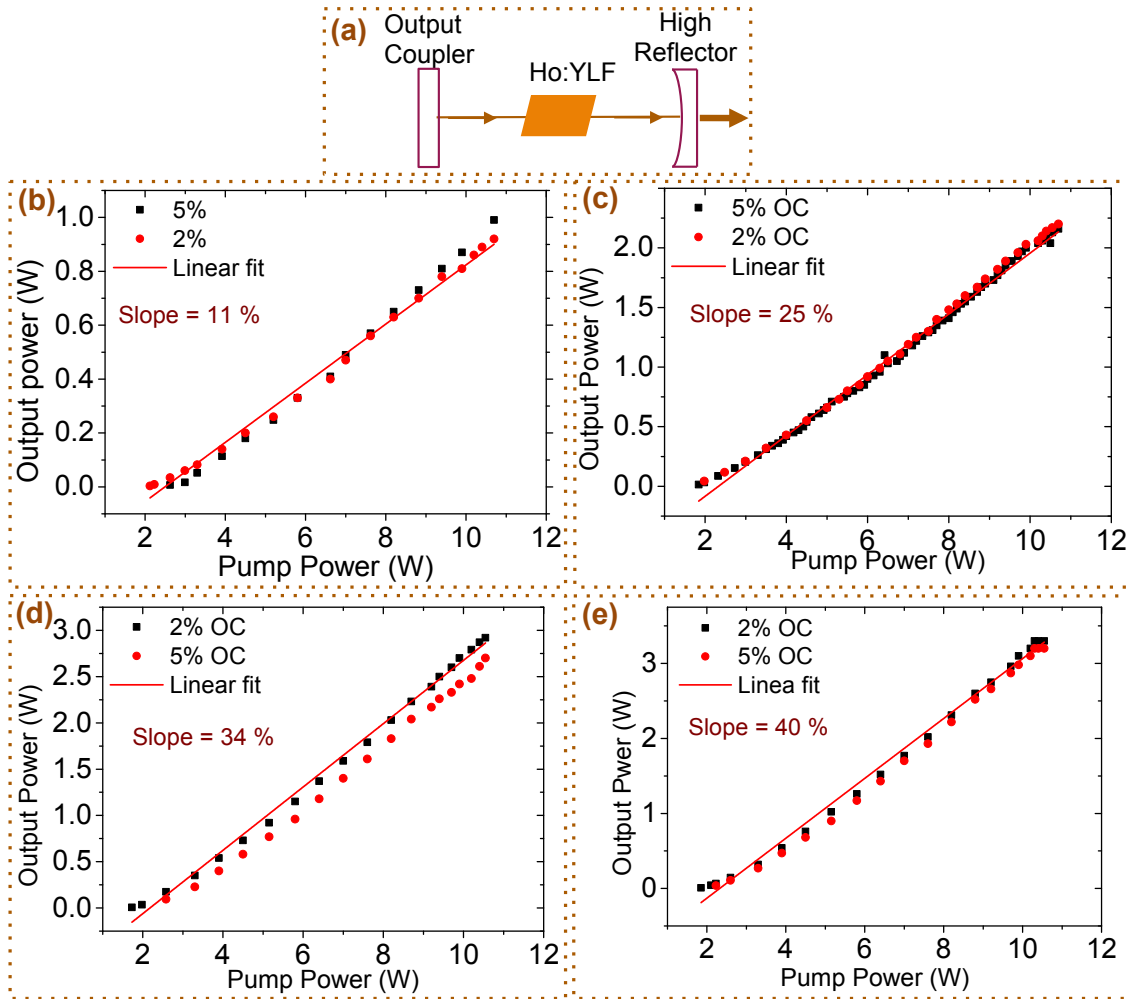 (a)
Output
Coupler
Ho:YLF
High
Reflector
(b)
5%
2%
Linear fit
Slope = 11 %
Output power (W)
1.0
0.8
0.6
0.4
0.2
0.0
2 4 6 8 10 12
Pump Power (W)
(c)
5% OC
2% OC
Linear fit
Slope = 25 %
Output Power (W)
2.0
1.5
1.0
0.5
0.0
2 4 6 8 10 12
Pump Power (W)
(d)
2% OC
5% OC
Linear fit
Slope = 34 %
Output Power (W)
3.0
2.5
2.0
1.5
1.0
0.5
0.0
2 4 6 8 10 12
Pump Power (W)
(e)
2% OC
5% OC
Linea fit
Slope = 40 %
Output Pwer (W)
3
2
1
0
2 4 6 8 10 12
Pump Power (W)